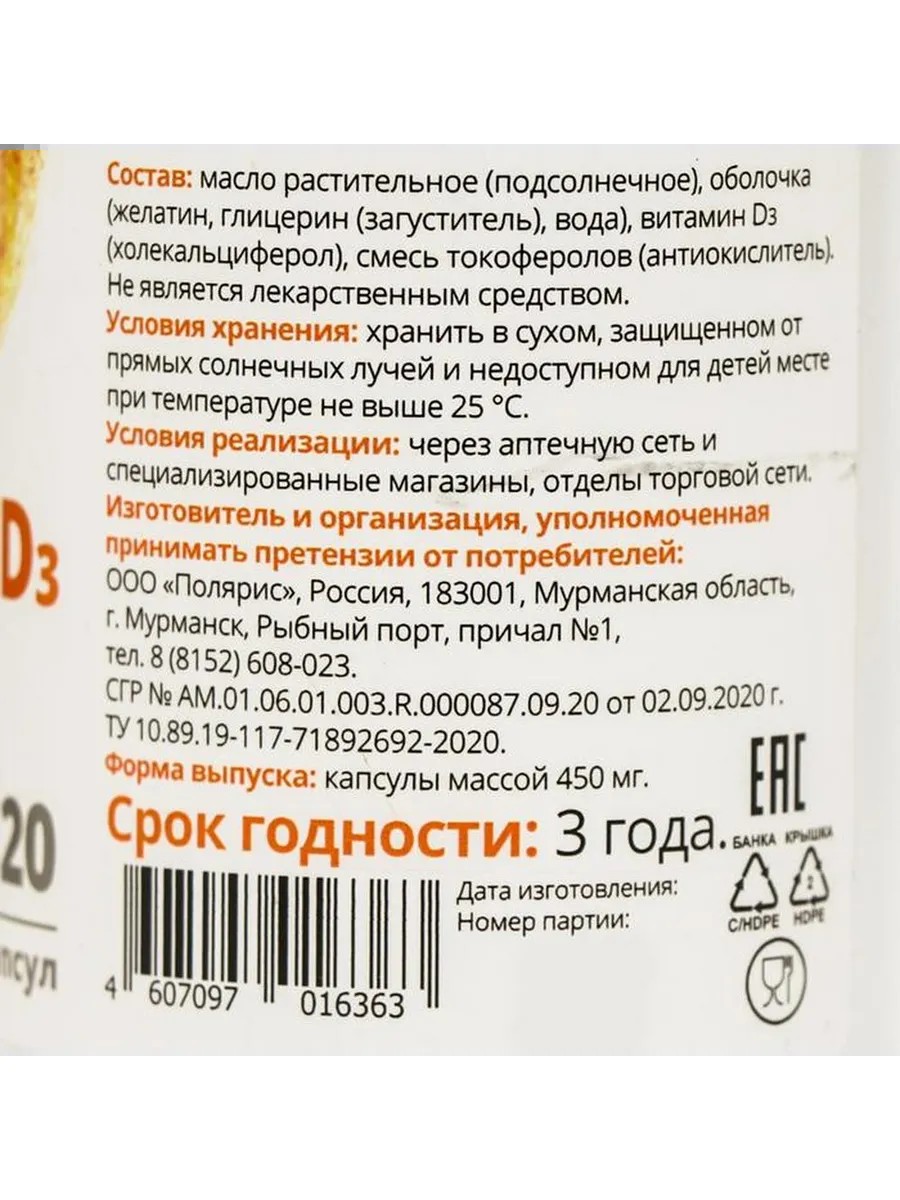 Состав: масло растительное (подсолнечное), оболочка
(желатин, глицерин (загуститель), вода), витамин D3
(холекальциферол), смесь токоферолов (антиокислитель).
Не является лекарственным средством.
Условия хранения: хранить в сухом, защищенном от
прямых солнечных лучей и недоступном для детей месте
при температуре не выше 25 °С.
Условия реализации: через аптечную сеть и
специализированные магазины, отделы торговой сети.
Изготовитель и организация, уполномоченная
принимать претензии от потребителей:
ООО «Полярис», Россия, 183001, Мурманская область,
г. Мурманск, Рыбный порт, причал №1,
тел. 8 (8152) 608-023.
СГР № AM.01.06.01.003.R.000087.09.20 от 02.09.2020 г.
ТУ 10.89.19-117-71892692-2020.
Форма выпуска: капсулы массой 450 мг.
Срок годности: 3 года.
Дата изготовления:
Номер партии:
4 607097 016363
EAC
БАНКА КРЫШКА
2
C/HDPE HDPE
D3
20